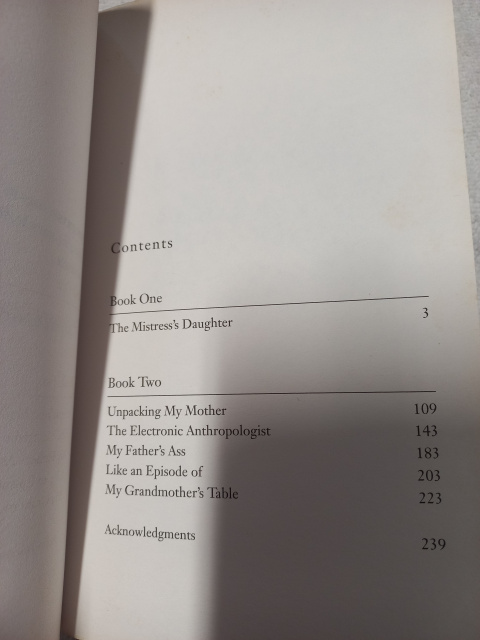 Contents
Book One
The Mistress's Daughter 3
Book Two
Unpacking My Mother 109
The Electronic Anthropologist 143
My Father's Ass 183
Like an Episode of 203
My Grandmother's Table 223
Acknowledgments 239